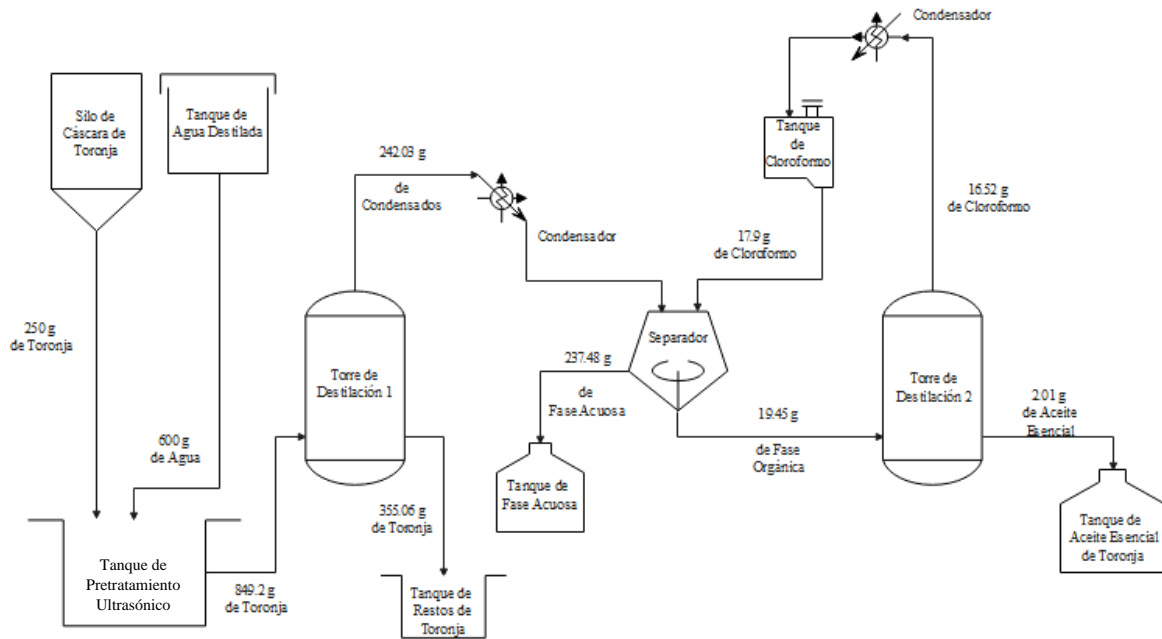 Condensador
Silo de
Cáscara de
Toronja
Tanque de
Agua Destilada
Tanque
de
Cloroformo
242.03 g
de
Condensados
16.52 g
de Cloroformo
Condensador
17.9 g
de Cloroformo
250 g
de Toronja
Separador
237.48 g
de
Fase Acuosa
Torre de
Destilación 1
Torre de
Destilación 2
2.01 g
de Aceite
Esencial
19.45 g
de Fase
Orgánica
600 g
de Agua
Tanque de
Fase Acuosa
355.06 g
de Toronja
Tanque de
Aceite Esencial
de Toronja
Tanque de
Pretratamiento
Ultrasónico
849.2 g
de Toronja
Tanque de
Restos de
Toronja